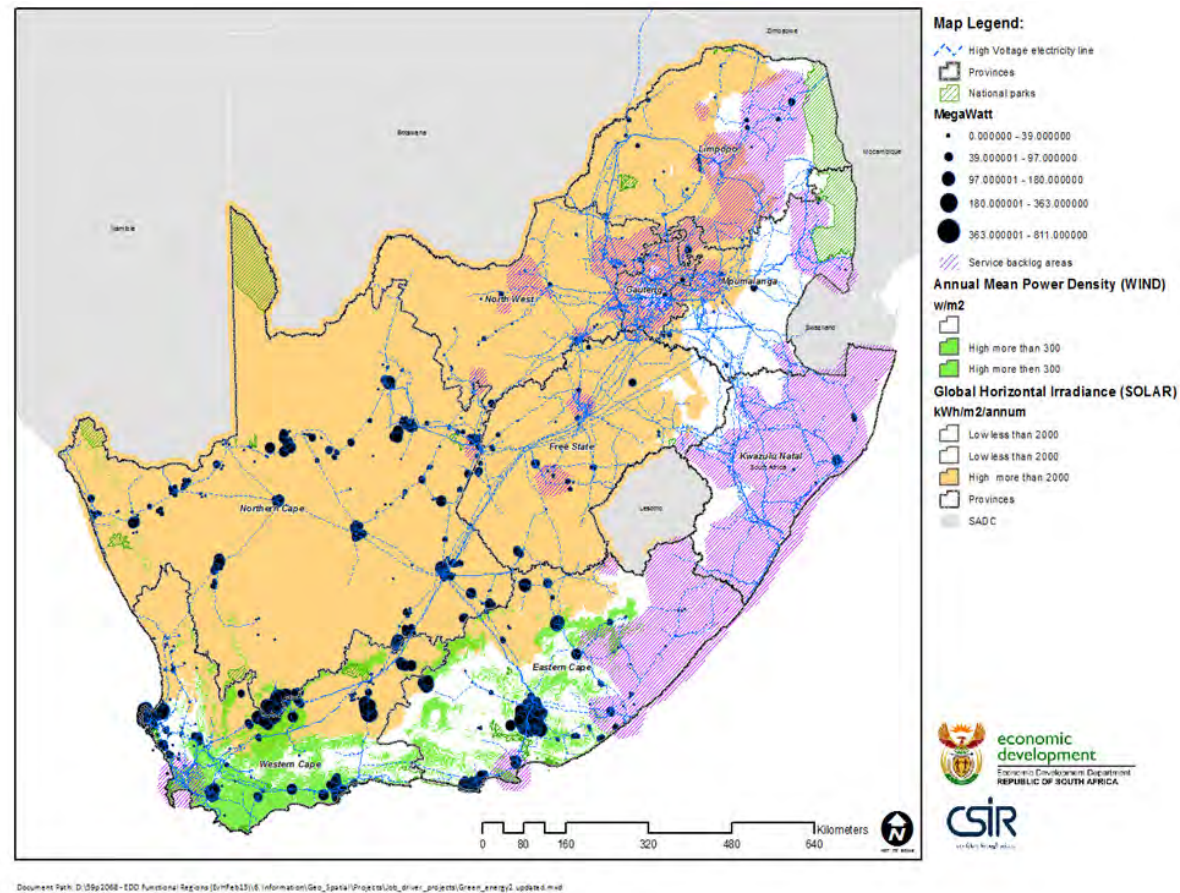 Zimbabwe
Botswana
Mozambique
Namibia
Limpopo
North West
Gauteng
Mpumalanga
Swaziland
Free State
Kwazulu Natal
South Africa
Northern Cape
Lesotho
Eastern Cape
Western Cape
Kilometers
0 80 160 320 480 640
N
Map Legend:
High Voltage electricity line
Provinces
National parks
MegaWatt
0.000000 - 39.000000
39.000001 - 97.000000
97.000001 - 180.000000
180.000001 - 363.000000
363.000001 - 811.000000
Service backlog areas
Annual Mean Power Density (WIND)
w/m2
High more than 300
High more then 300
Global Horizontal Irradiance (SOLAR)
kWh/m2/annum
Low less than 2000
Low less than 2000
High more than 2000
Provinces
SADC
economic
development
Economic Development Department
REPUBLIC OF SOUTH AFRICA
CSIR